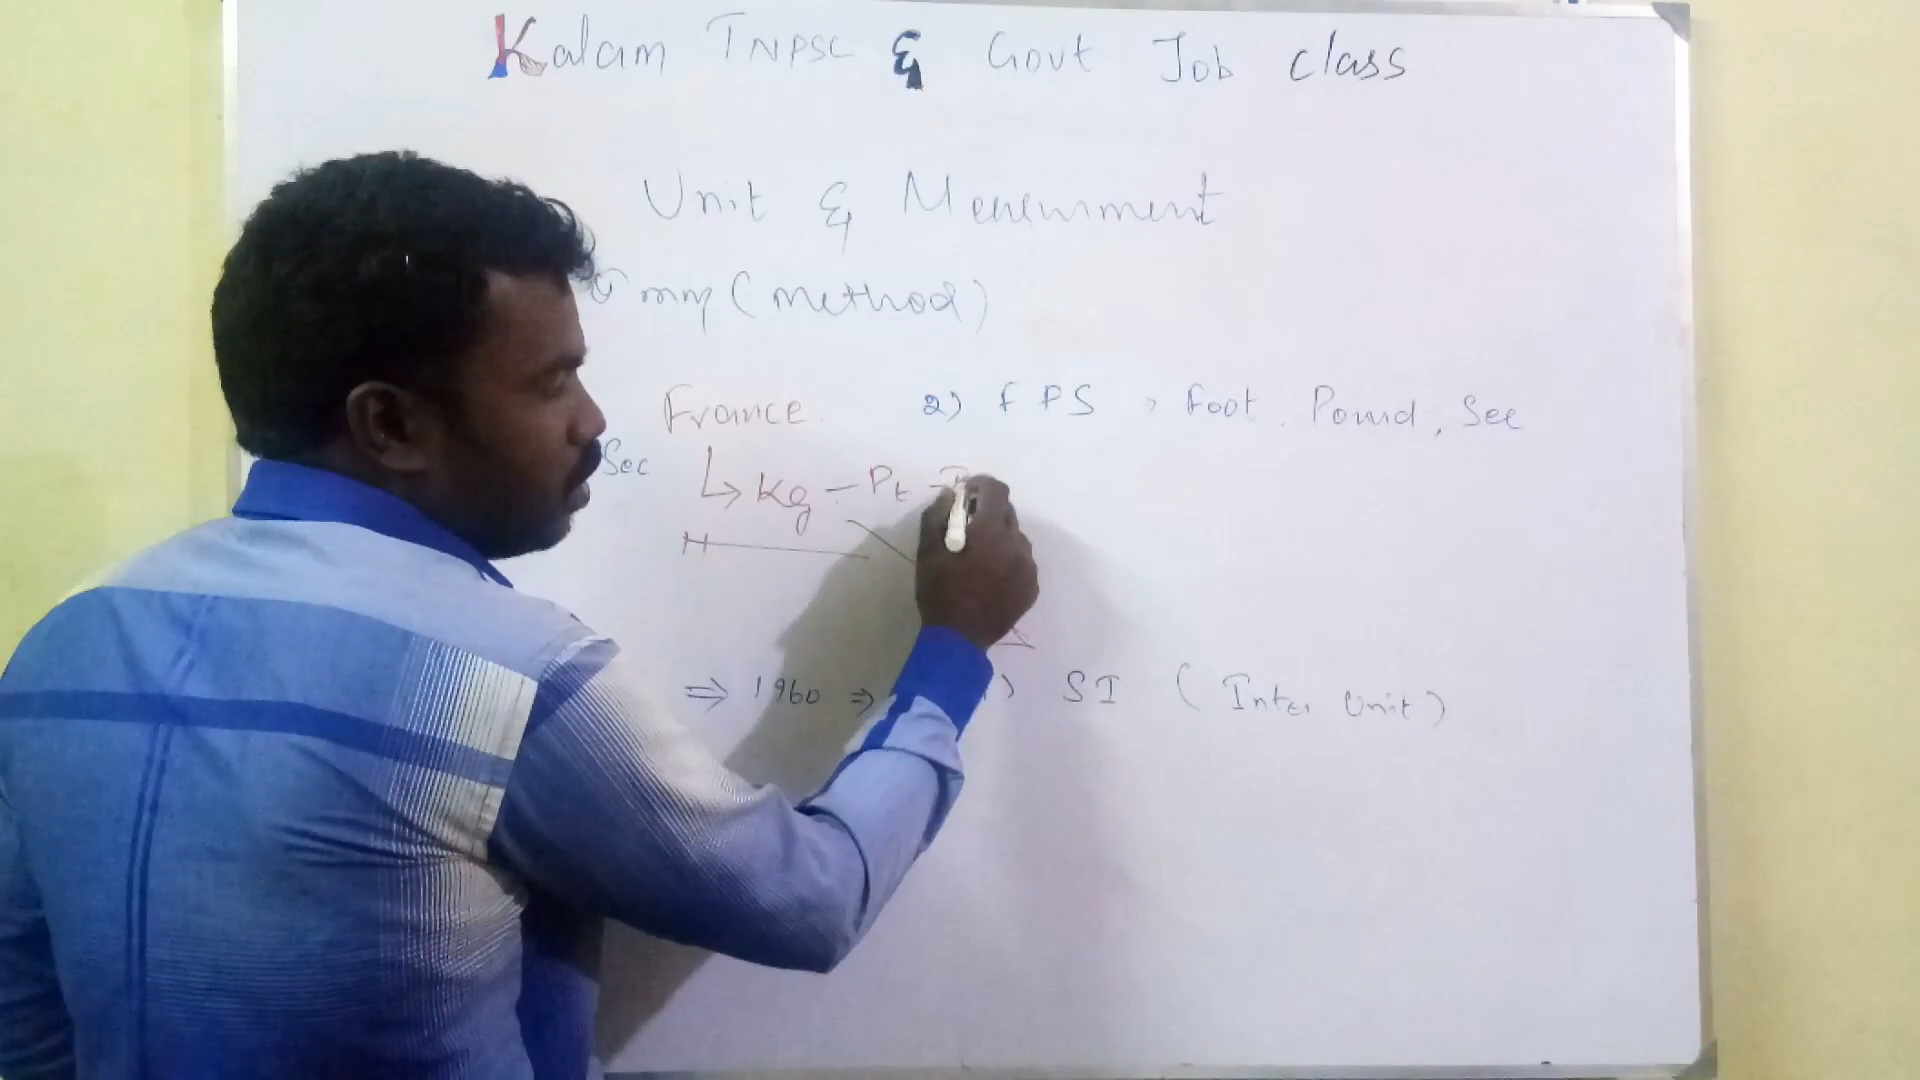 Kalam TNPSC & Govt Job class
Unit & Measurment
முறை (method)
France. 2) FPS > Foot. Pound, Sec
Sec
↳ Kg - Pt -
⇒ 1960 ⇒ ) SI ( Inter Unit )